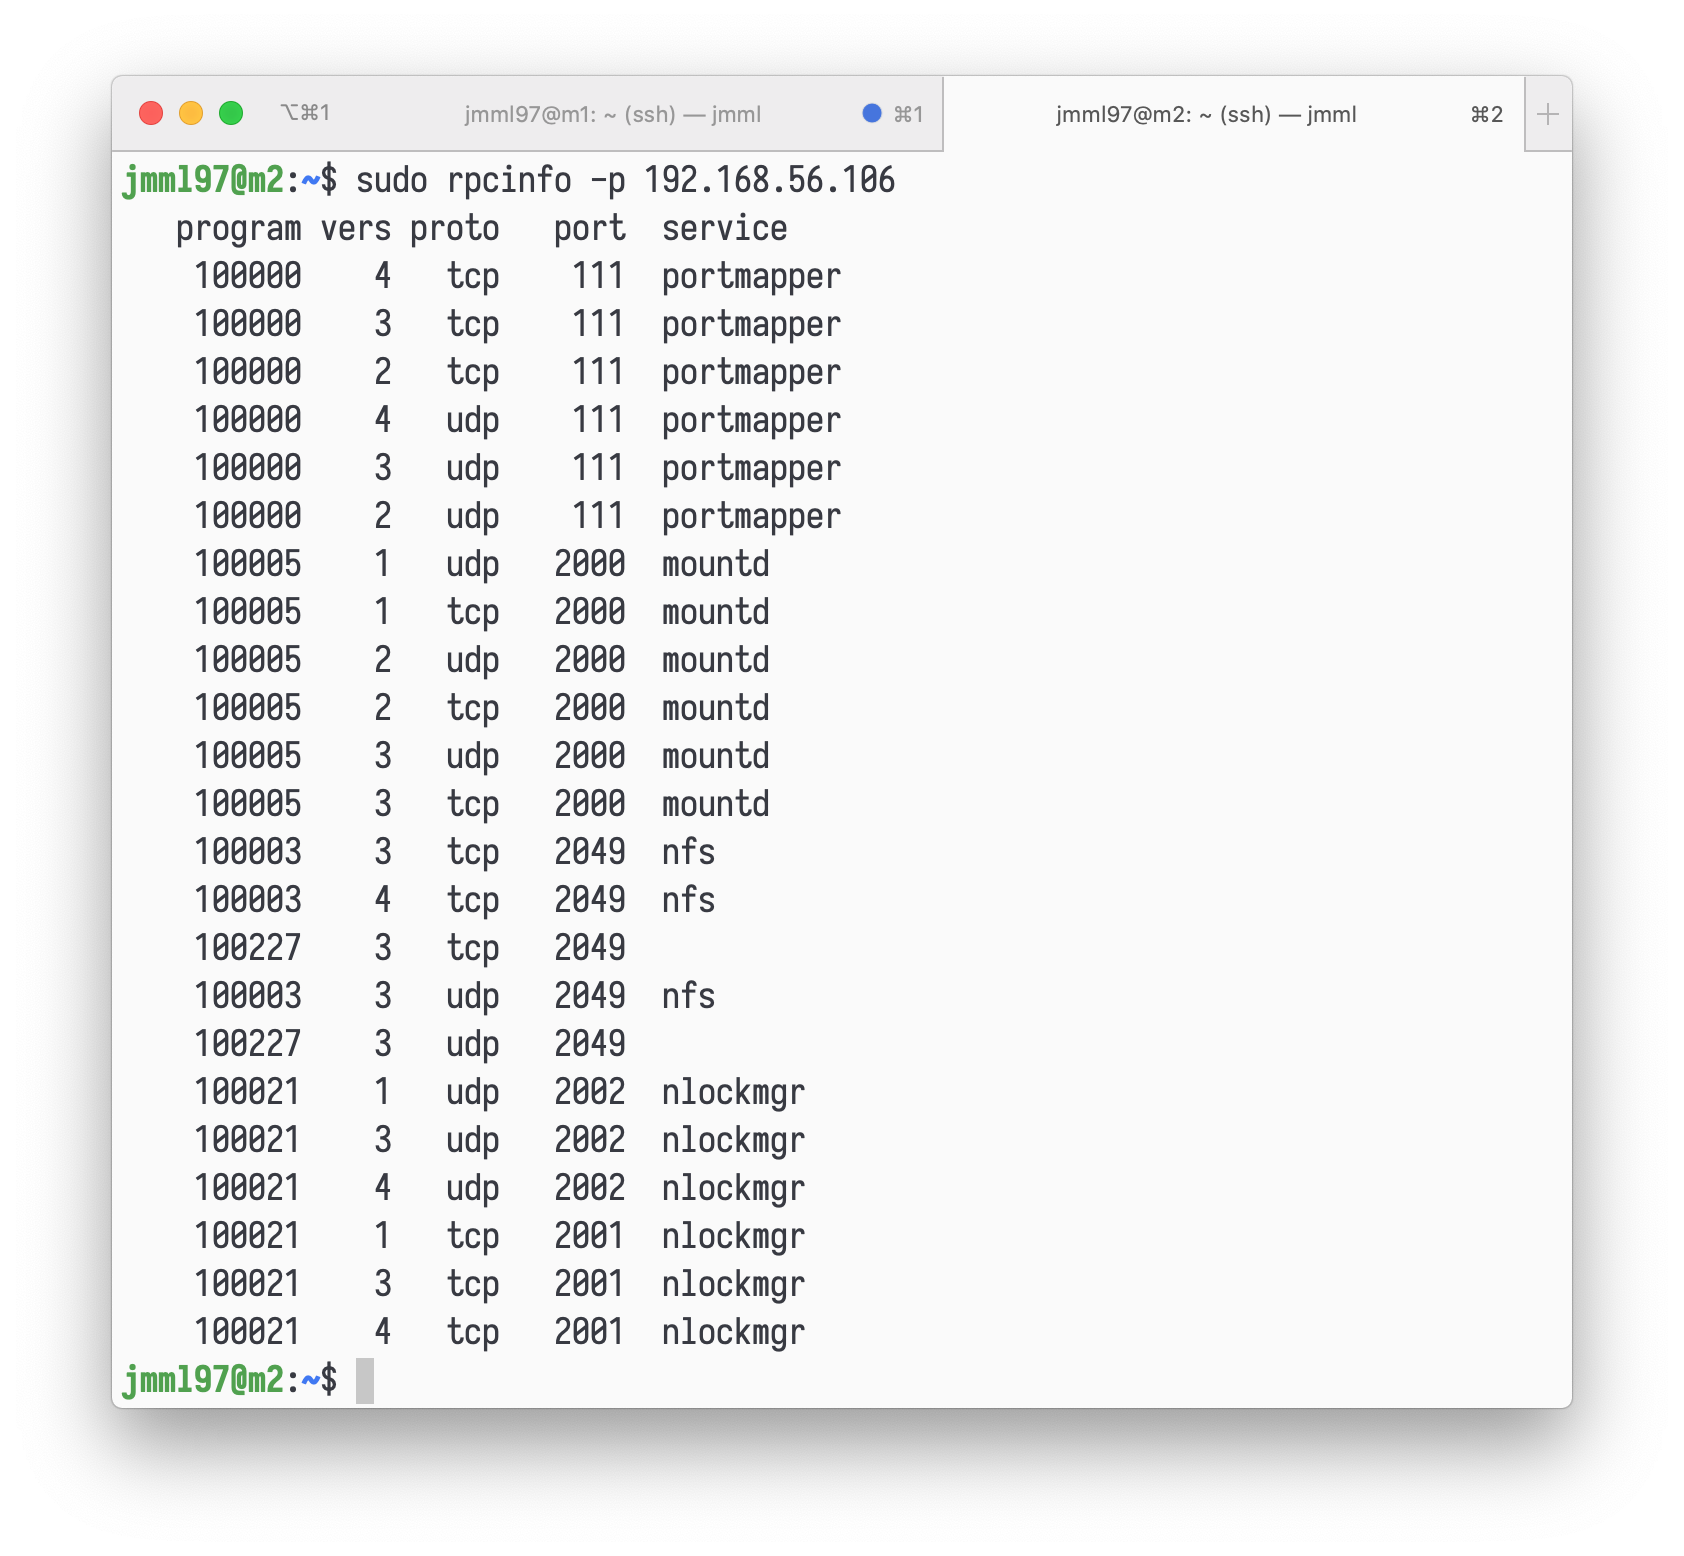 ⌥⌘1 jmml97@m1: ~ (ssh) — jmml ⌘1 jmml97@m2: ~ (ssh) — jmml ⌘2 +
jmml97@m2:~$ sudo rpcinfo -p 192.168.56.106
   program vers proto   port  service
    100000    4   tcp    111  portmapper
    100000    3   tcp    111  portmapper
    100000    2   tcp    111  portmapper
    100000    4   udp    111  portmapper
    100000    3   udp    111  portmapper
    100000    2   udp    111  portmapper
    100005    1   udp   2000  mountd
    100005    1   tcp   2000  mountd
    100005    2   udp   2000  mountd
    100005    2   tcp   2000  mountd
    100005    3   udp   2000  mountd
    100005    3   tcp   2000  mountd
    100003    3   tcp   2049  nfs
    100003    4   tcp   2049  nfs
    100227    3   tcp   2049
    100003    3   udp   2049  nfs
    100227    3   udp   2049
    100021    1   udp   2002  nlockmgr
    100021    3   udp   2002  nlockmgr
    100021    4   udp   2002  nlockmgr
    100021    1   tcp   2001  nlockmgr
    100021    3   tcp   2001  nlockmgr
    100021    4   tcp   2001  nlockmgr
jmml97@m2:~$